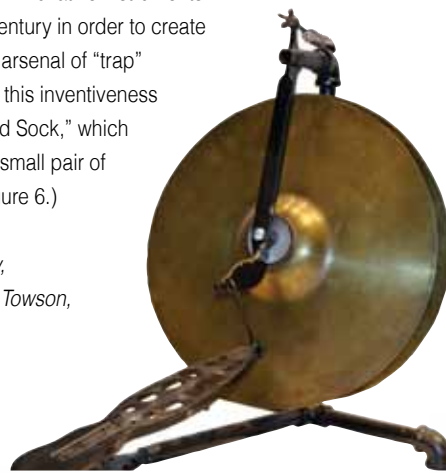 entury in order to create
arsenal of “trap”
this inventiveness
d Sock,” which
small pair of
ure 6.)
Towson,